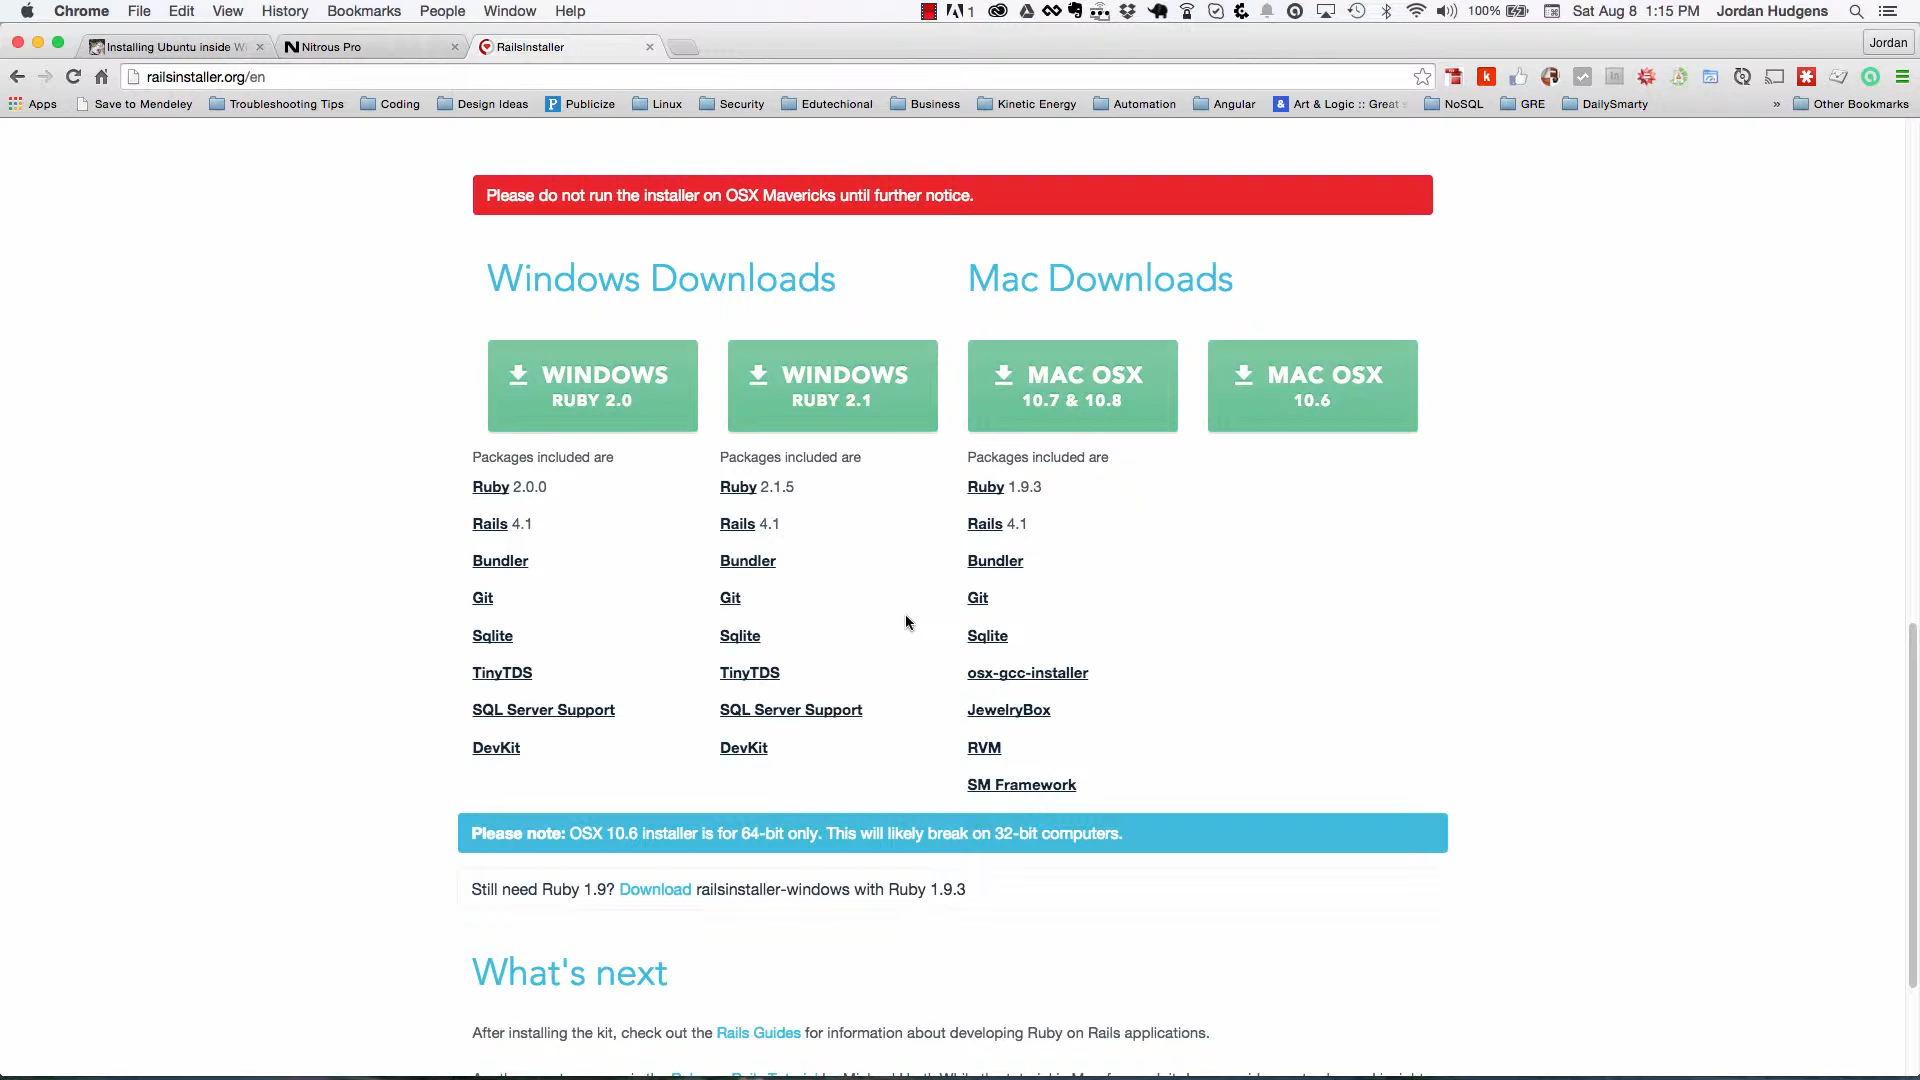 Chrome File Edit View History Bookmarks People Window Help 1 100% Sat Aug 8 1:15 PM Jordan Hudgens
Installing Ubuntu inside Wi Nitrous Pro RailsInstaller Jordan
railsinstaller.org/en
Apps Save to Mendeley Troubleshooting Tips Coding Design Ideas Publicize Linux Security Edutechional Business Kinetic Energy Automation Angular Art & Logic :: Great NoSQL GRE DailySmarty » Other Bookmarks
Please do not run the installer on OSX Mavericks until further notice.
Windows Downloads Mac Downloads
WINDOWS WINDOWS MAC OSX MAC OSX
RUBY 2.0 RUBY 2.1 10.7 & 10.8 10.6
Packages included are Packages included are Packages included are
Ruby 2.0.0 Ruby 2.1.5 Ruby 1.9.3
Rails 4.1 Rails 4.1 Rails 4.1
Bundler Bundler Bundler
Git Git Git
Sqlite Sqlite Sqlite
TinyTDS TinyTDS osx-gcc-installer
SQL Server Support SQL Server Support JewelryBox
DevKit DevKit RVM
SM Framework
Please note: OSX 10.6 installer is for 64-bit only. This will likely break on 32-bit computers.
Still need Ruby 1.9? Download railsinstaller-windows with Ruby 1.9.3
What's next
After installing the kit, check out the Rails Guides for information about developing Ruby on Rails applications.